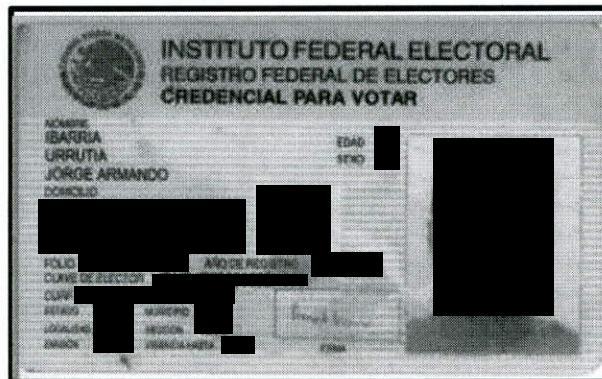 INSTITUTO FEDERAL ELECTORAL
REGISTRO FEDERAL DE ELECTORES
CREDENCIAL PARA VOTAR
NOMBRE
IBARRIA
URRUTIA
JORGE ARMANDO
EDAD
SEXO
DOMICILIO
FOLIO AÑO DE REGISTRO
CLAVE DE ELECTOR
CURP
ESTADO MUNICIPIO
LOCALIDAD SECCION
EMISION VIGENCIA HASTA
FIRMA